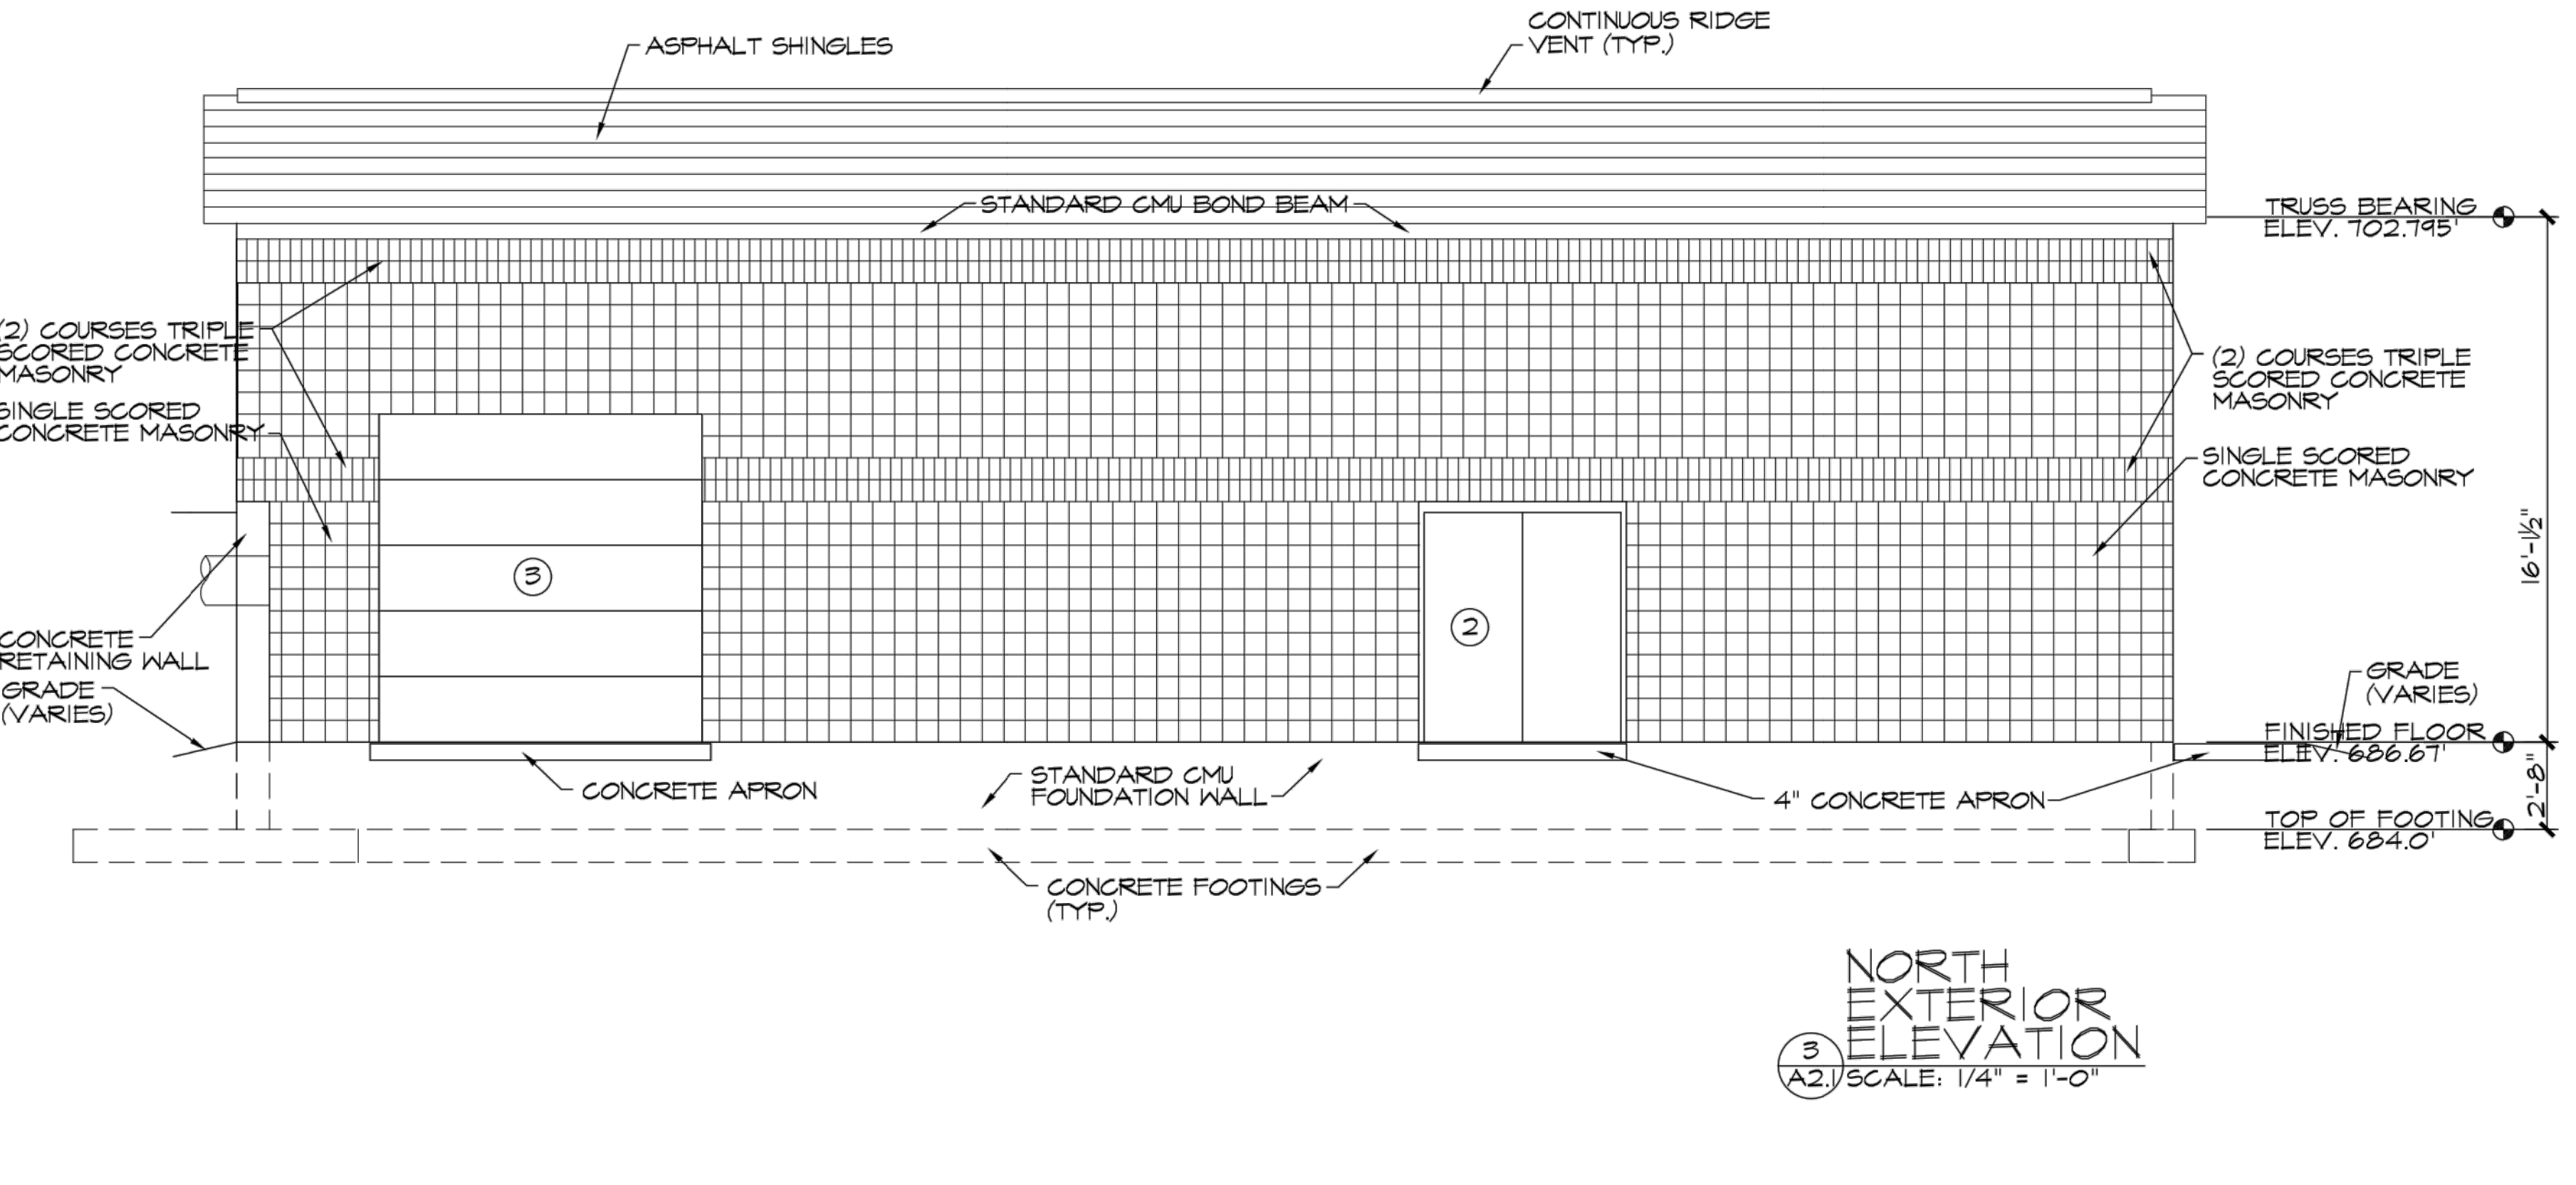 ASPHALT SHINGLES
CONTINUOUS RIDGE
VENT (TYP.)
STANDARD CMU BOND BEAM
TRUSS BEARING
ELEV. 702.795'
(2) COURSES TRIPLE
SCORED CONCRETE
MASONRY
SINGLE SCORED
CONCRETE MASONRY
(2) COURSES TRIPLE
SCORED CONCRETE
MASONRY
SINGLE SCORED
CONCRETE MASONRY
16'-1½"
3
2
CONCRETE
RETAINING WALL
GRADE
(VARIES)
GRADE
(VARIES)
FINISHED FLOOR
ELEV. 686.67'
CONCRETE APRON
STANDARD CMU
FOUNDATION WALL
4" CONCRETE APRON
2'-8"
TOP OF FOOTING
ELEV. 684.0'
CONCRETE FOOTINGS
(TYP.)
NORTH
EXTERIOR
ELEVATION
3
A2.1
SCALE: 1/4" = 1'-0"